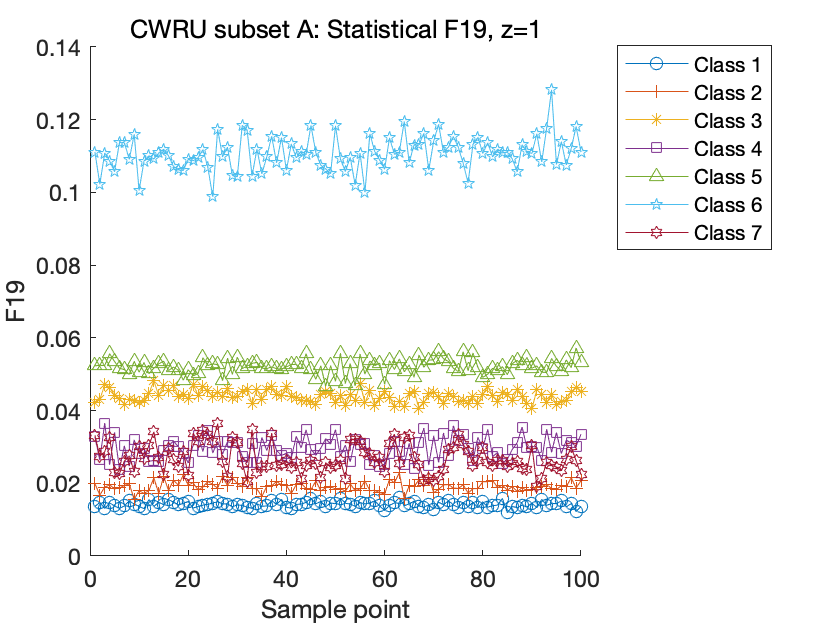 CWRU subset A: Statistical F19, z=1
0.14
0.12
0.1
0.08
0.06
0.04
0.02
0
F19
0 20 40 60 80 100
Sample point
Class 1
Class 2
Class 3
Class 4
Class 5
Class 6
Class 7